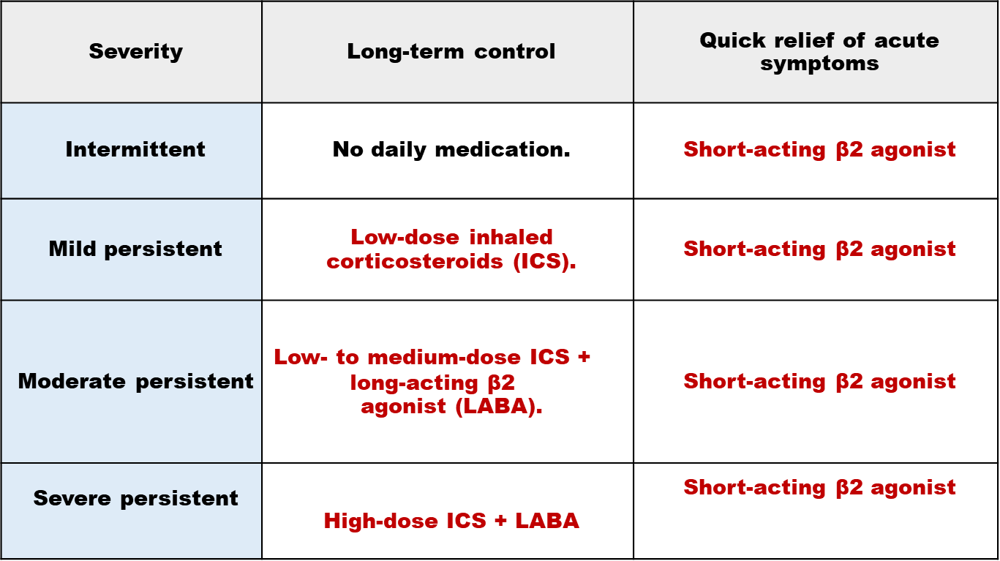 Severity
Long-term control
Quick relief of acute
symptoms
Intermittent
No daily medication.
Short-acting β2 agonist
Mild persistent
Low-dose inhaled
corticosteroids (ICS).
Short-acting β2 agonist
Moderate persistent
Low- to medium-dose ICS +
long-acting β2
agonist (LABA).
Short-acting β2 agonist
Severe persistent
High-dose ICS + LABA
Short-acting β2 agonist